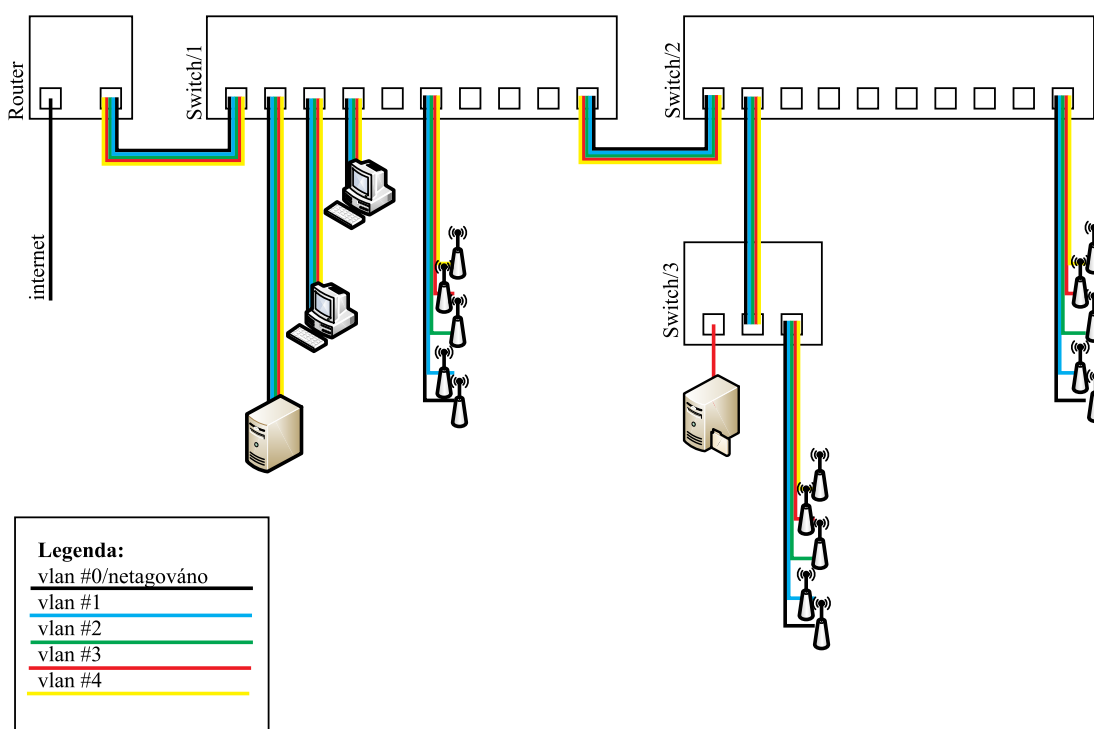 Router
Switch/1
Switch/2
internet
Switch/3
Legenda:
vlan #0/netagováno
vlan #1
vlan #2
vlan #3
vlan #4